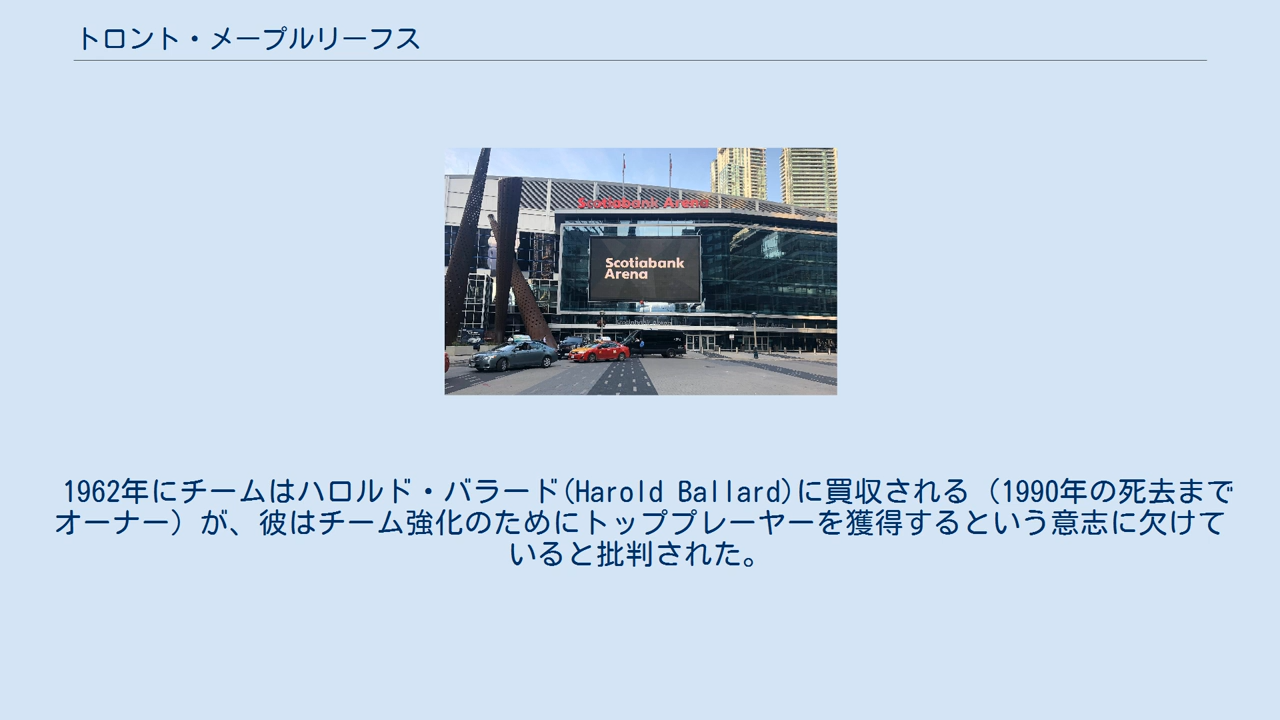 トロント・メープルリーフス
Scotiabank Arena
Scotiabank
Arena
Scotiabank Arena
1962年にチームはハロルド・バラード(Harold Ballard)に買収される（1990年の死去まで
オーナー）が、彼はチーム強化のためにトッププレーヤーを獲得するという意志に欠けて
いると批判された。